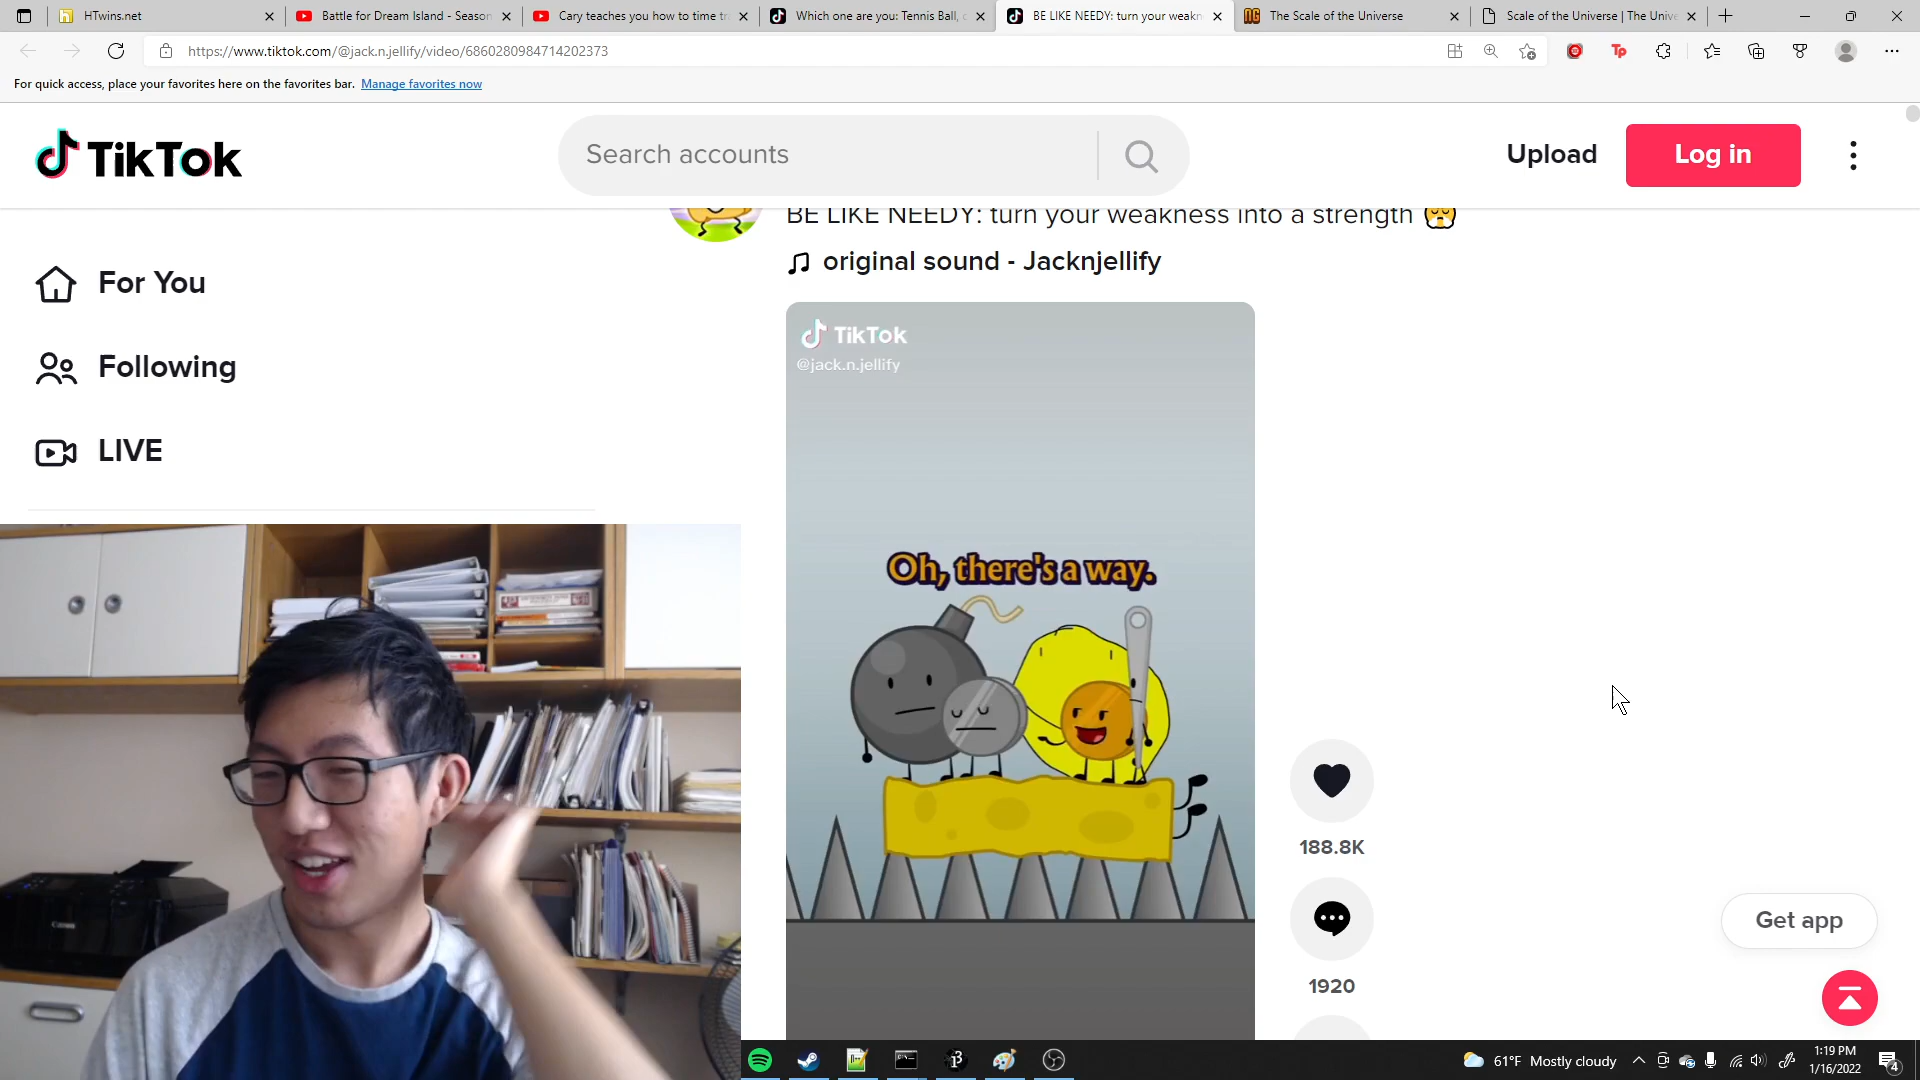 HTwins.net
Battle for Dream Island - Season
Cary teaches you how to time tr
Which one are you: Tennis Ball, c
BE LIKE NEEDY: turn your weakn
The Scale of the Universe
Scale of the Universe | The Unive
https://www.tiktok.com/@jack.n.jellify/video/6860280984714202373
Tp
For quick access, place your favorites here on the favorites bar. Manage favorites now
TikTok
Search accounts
Upload
Log in
BE LIKE NEEDY: turn your weakness into a strength
original sound - Jacknjellify
For You
Following
LIVE
TikTok
@jack.n.jellify
Oh, there's a way.
188.8K
1920
Get app
Canon
61°F Mostly cloudy
1:19 PM
1/16/2022
4